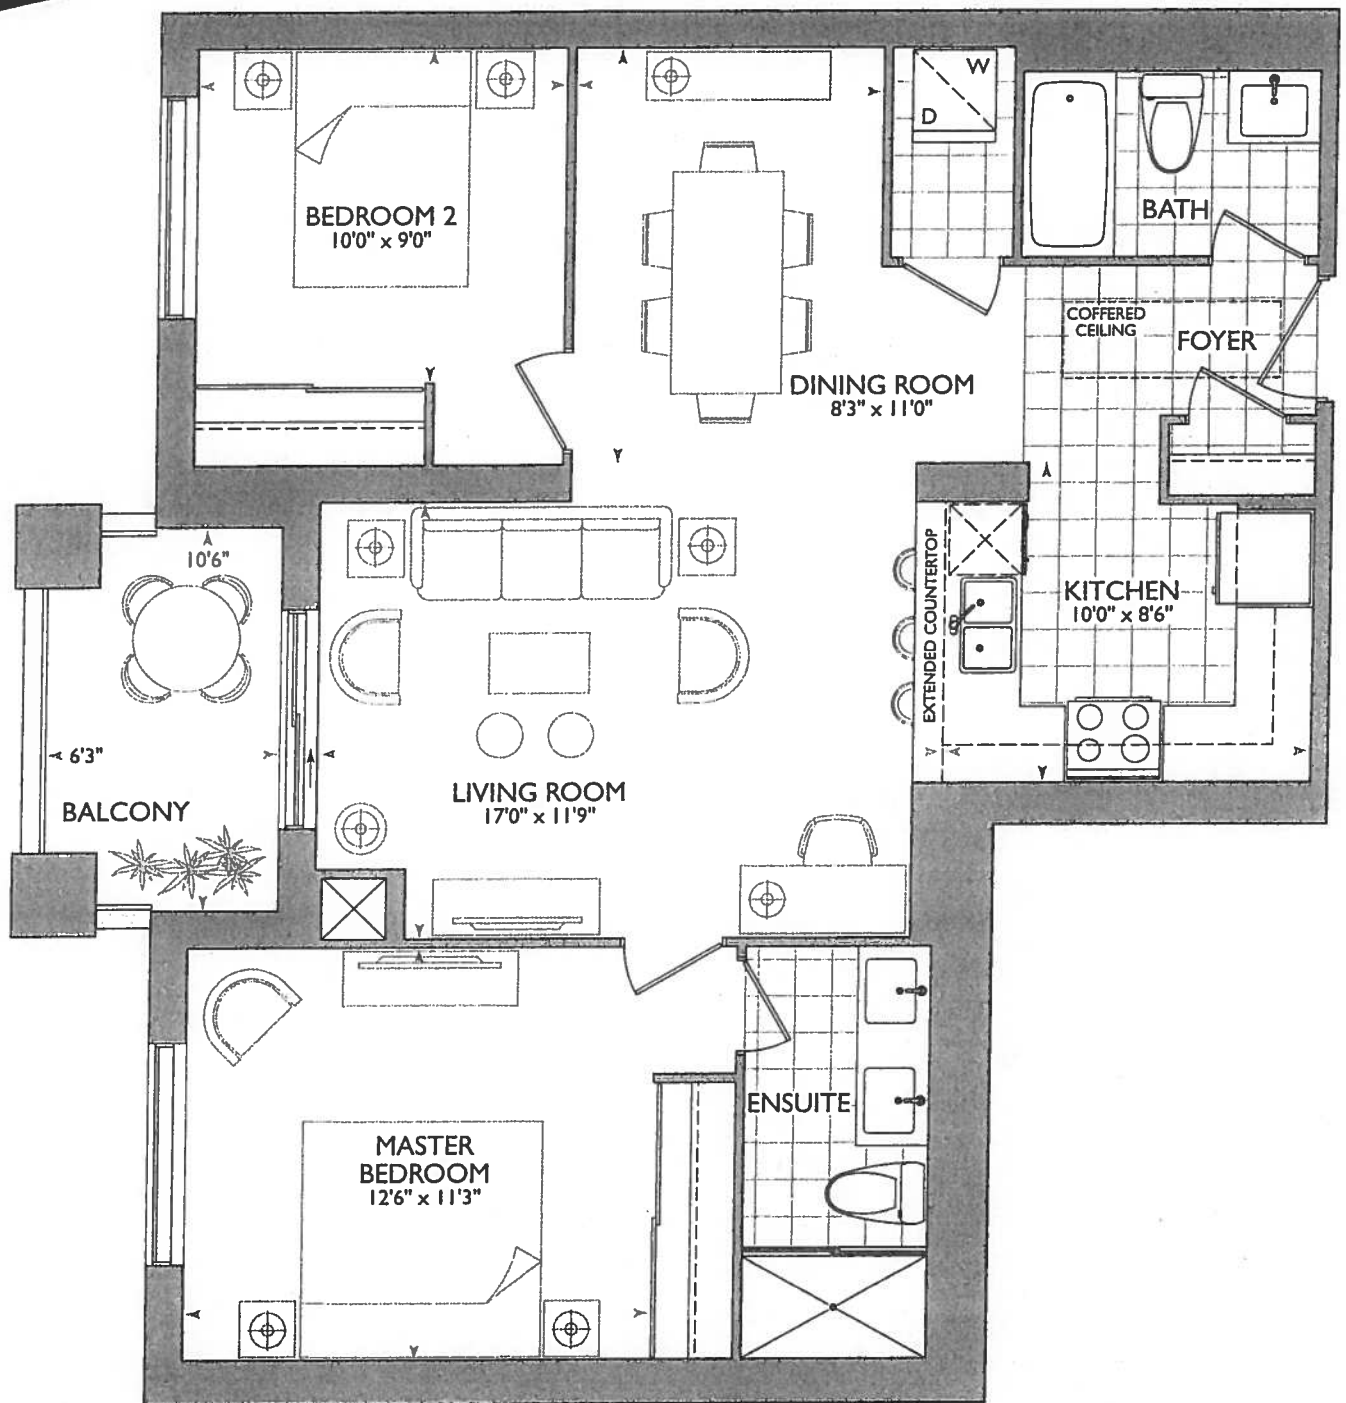 W
D
BEDROOM 2
10'0" x 9'0"
BATH
COFFERED
CEILING
FOYER
DINING ROOM
8'3" x 11'0"
10'6"
EXTENDED COUNTERTOP
KITCHEN
10'0" x 8'6"
6'3"
BALCONY
LIVING ROOM
17'0" x 11'9"
ENSUITE
MASTER
BEDROOM
12'6" x 11'3"